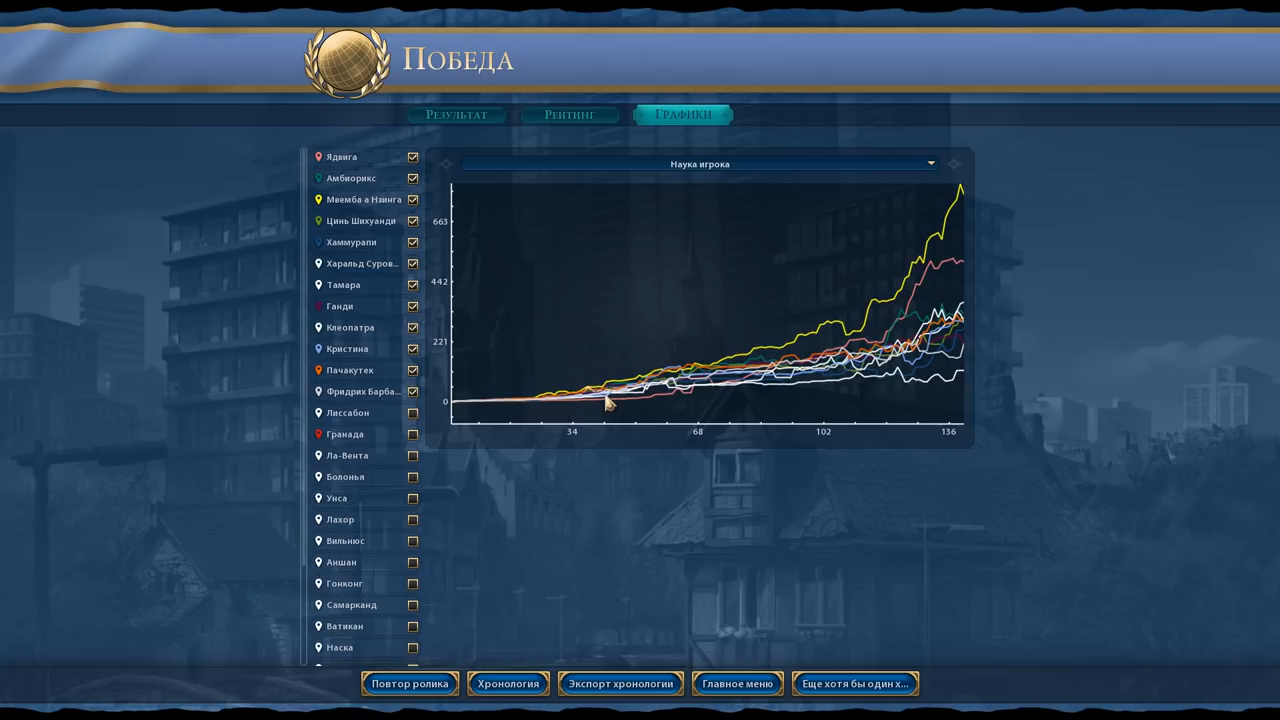 Победа
Результат
Рейтинг
Графики
Ядвига
Амбиорикс
Мвемба а Нзинга
Цинь Шихуанди
Хаммурапи
Харальд Суров...
Тамара
Ганди
Клеопатра
Кристина
Пачакутек
Фридрих Барба...
Лиссабон
Гранада
Ла-Вента
Болонья
Унса
Лахор
Вильнюс
Аншан
Гонконг
Самарканд
Ватикан
Наска
Наука игрока
663
442
221
0
34 68 102 136
Повтор ролика
Хронология
Экспорт хронологии
Главное меню
Еще хотя бы один х...